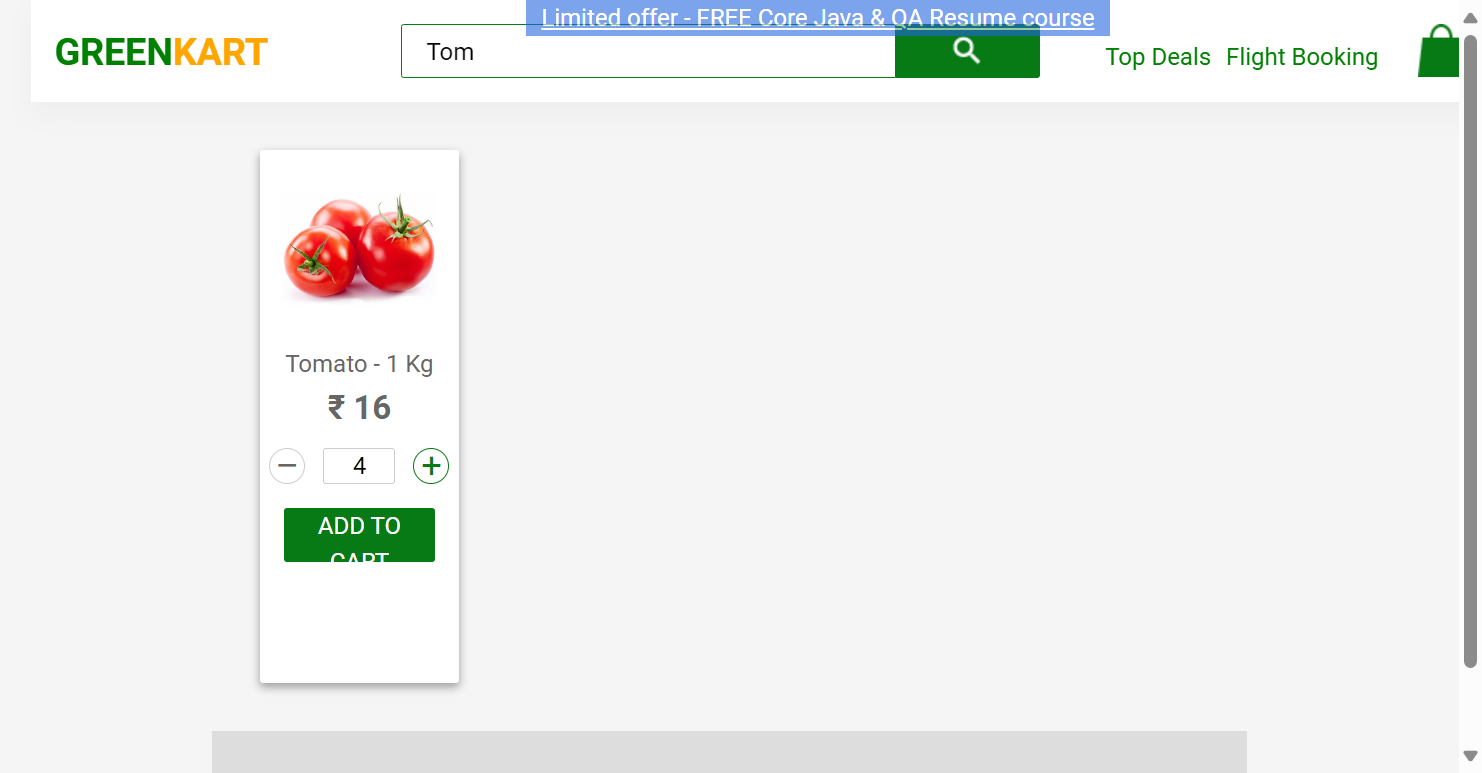 Limited offer - FREE Core Java & QA Resume course
GREENKART
Tom
Top Deals Flight Booking
Tomato - 1 Kg
₹ 16
− 4 +
ADD TO
CART